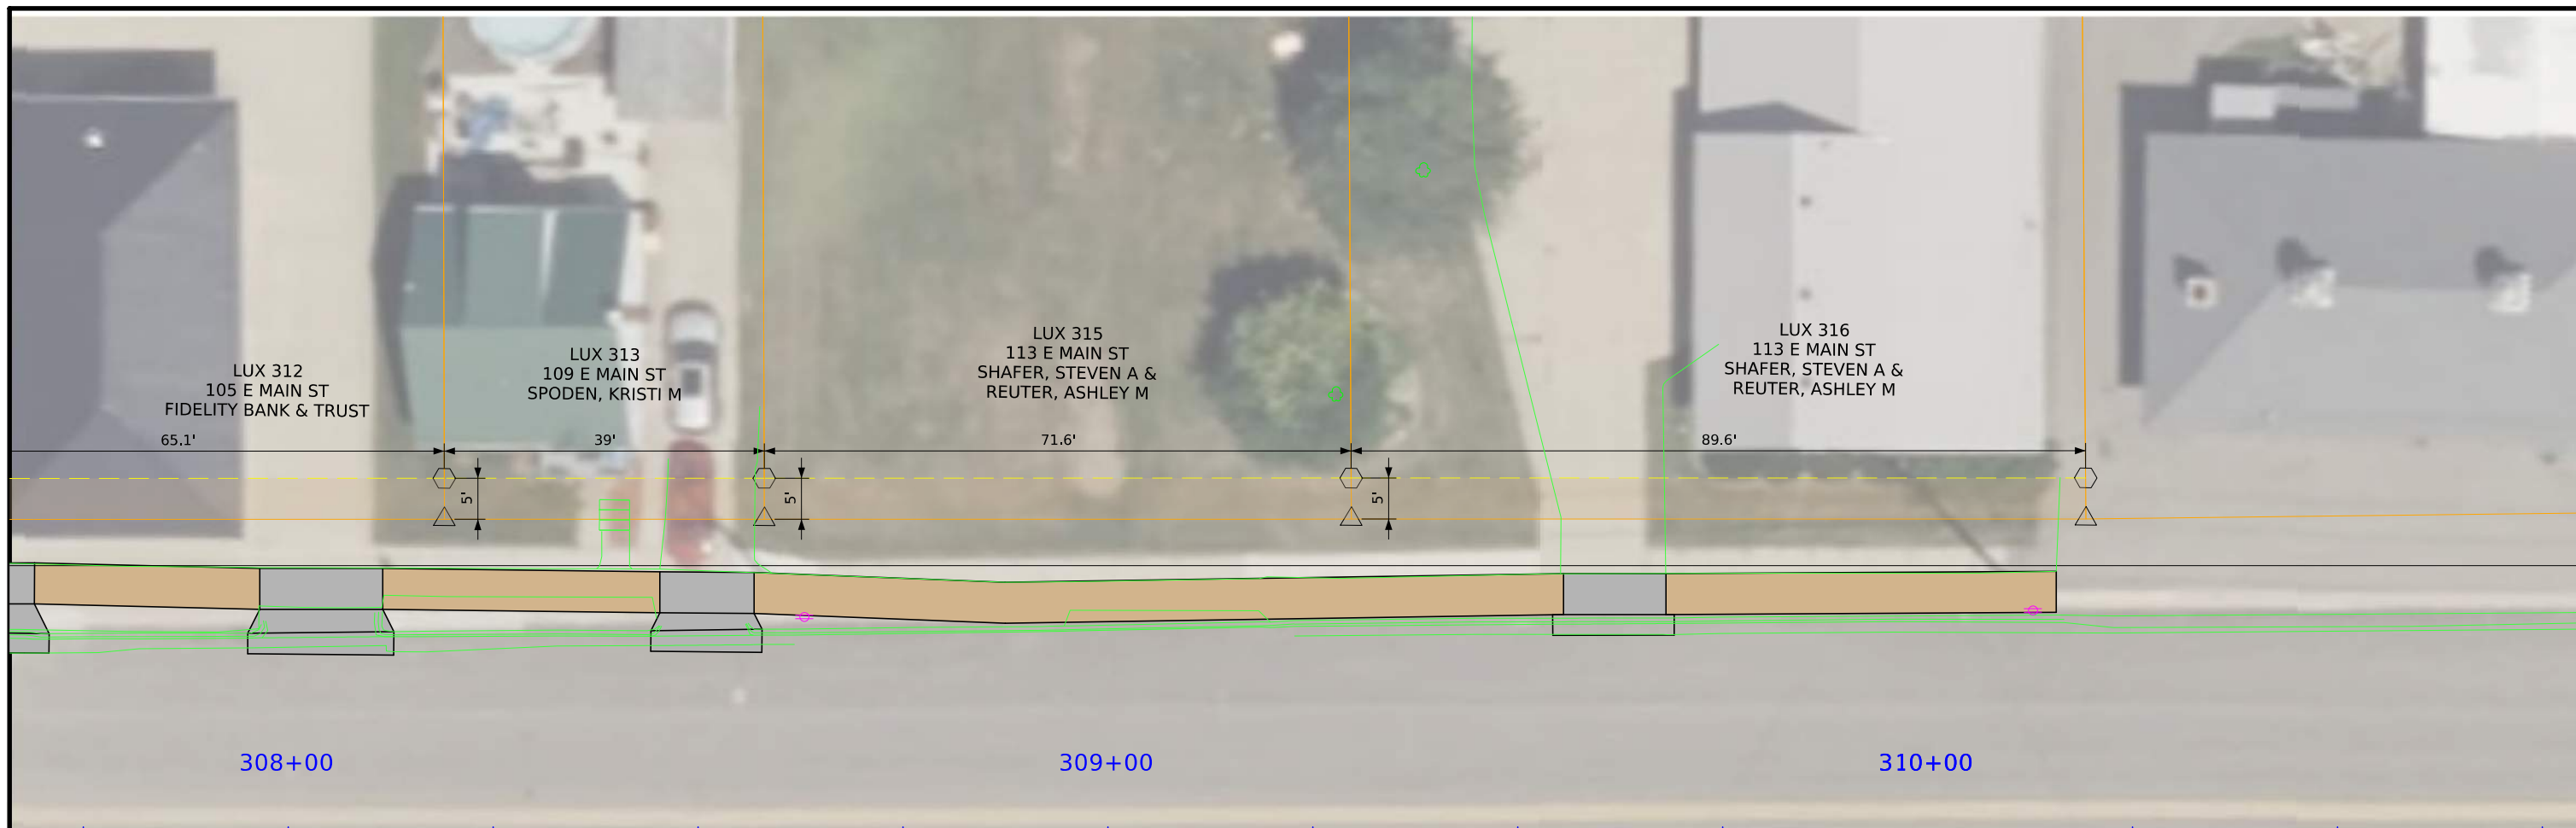 LUX 312
105 E MAIN ST
FIDELITY BANK & TRUST
LUX 313
109 E MAIN ST
SPODEN, KRISTI M
LUX 315
113 E MAIN ST
SHAFER, STEVEN A &
REUTER, ASHLEY M
LUX 316
113 E MAIN ST
SHAFER, STEVEN A &
REUTER, ASHLEY M
65.1'
39'
71.6'
89.6'
5'
5'
5'
308+00
309+00
310+00